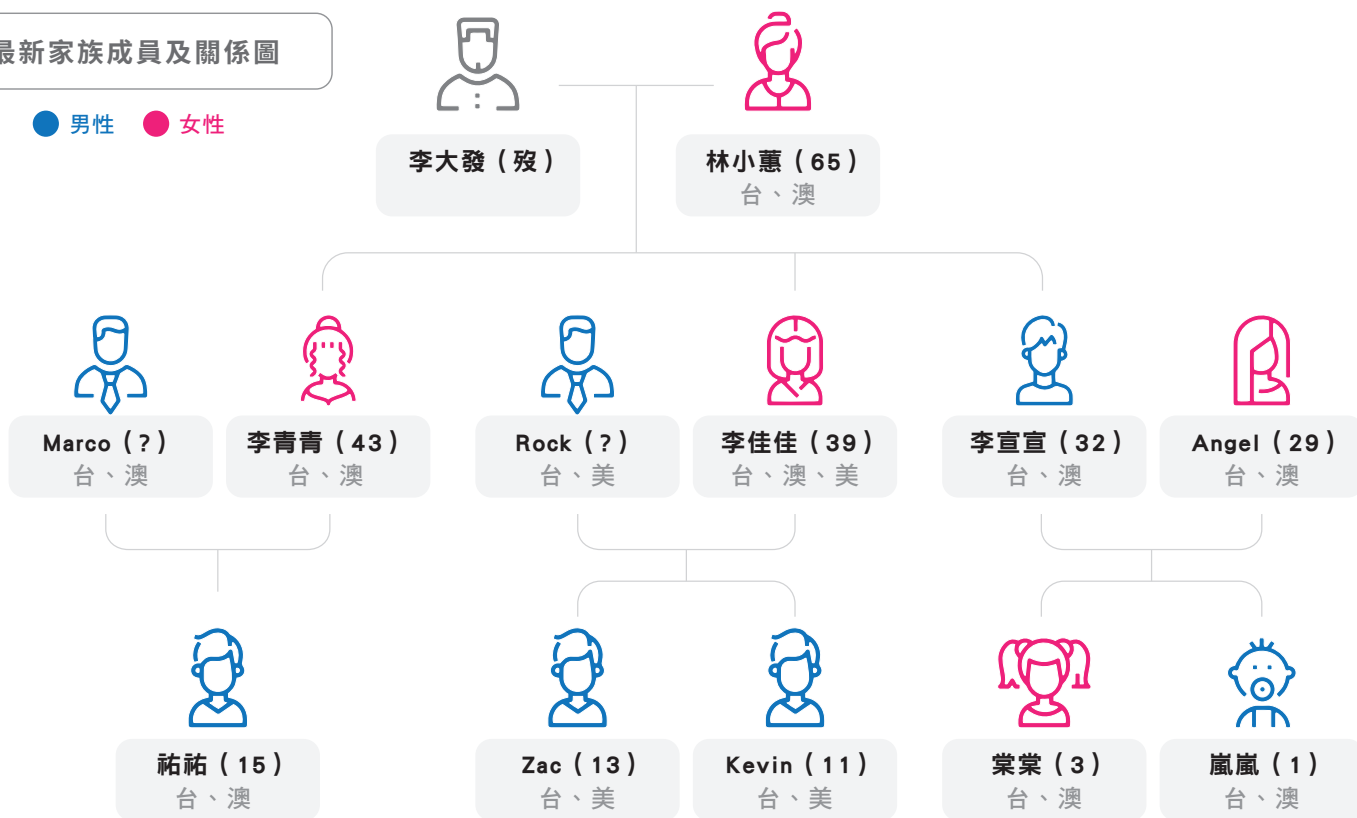 最新家族成員及關係圖
男性 女性
李大發（歿）
林小蕙（65）
台、澳
Marco（?）
台、澳
李青青（43）
台、澳
Rock（?）
台、美
李佳佳（39）
台、澳、美
李宣宣（32）
台、澳
Angel（29）
台、澳
祐祐（15）
台、澳
Zac（13）
台、美
Kevin（11）
台、美
棠棠（3）
台、澳
嵐嵐（1）
台、澳